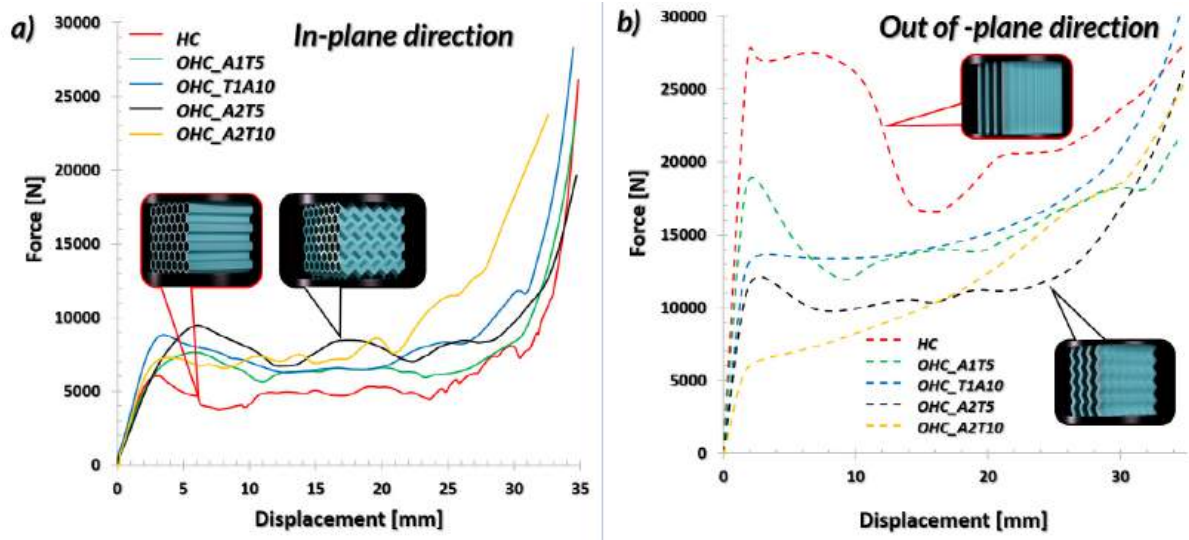 a)
In-plane direction
HC
OHC_A1T5
OHC_T1A10
OHC_A2T5
OHC_A2T10
Force [N]
30000
25000
20000
15000
10000
5000
0
0 5 10 15 20 25 30 35
Displacement [mm]
b)
Out of -plane direction
HC
OHC_A1T5
OHC_T1A10
OHC_A2T5
OHC_A2T10
Force [N]
30000
25000
20000
15000
10000
5000
0
0 10 20 30
Displacement [mm]